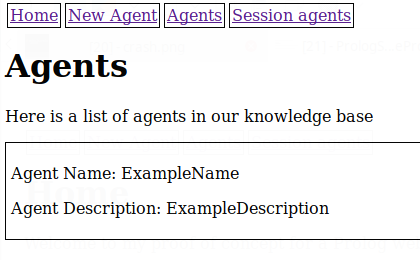 Home New Agent Agents Session agents
Agents
Here is a list of agents in our knowledge base
Agent Name: ExampleName
Agent Description: ExampleDescription